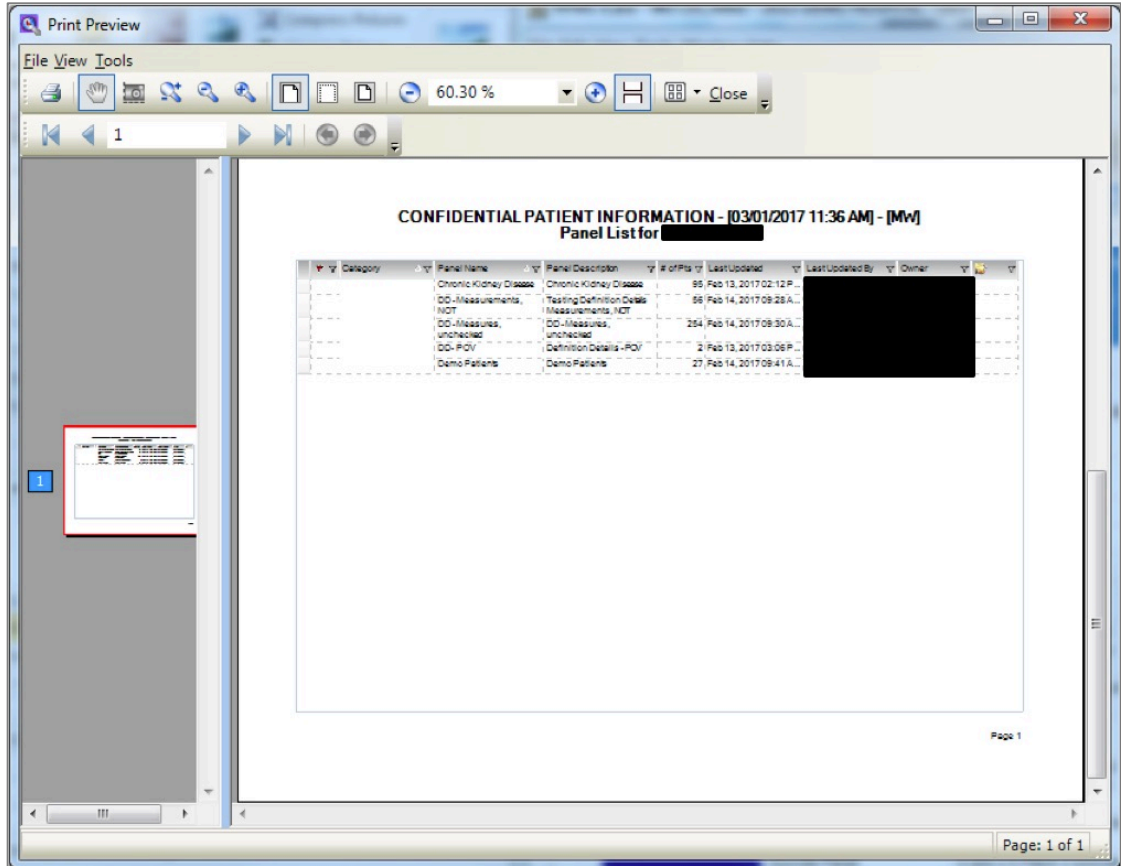 Print Preview
File View Tools
60.30 %
Close
1
CONFIDENTIAL PATIENT INFORMATION - [03/01/2017 11:36 AM] - [MW]
Panel List for
Category Panel Name Panel Description # of Pts Last Updated Last Updated By Owner
Chronic Kidney Disease Chronic Kidney Disease 95 Feb 13, 2017 02:12 P...
DD - Measurements, Testing Definition Details 56 Feb 14, 2017 09:28 A...
NOT Measurements, NOT
DD - Measures, DD - Measures, 254 Feb 14, 2017 09:30 A...
unchecked unchecked
DD- POV Definition Details - POV 2 Feb 13, 2017 03:06 P...
Demo Patients Demo Patients 27 Feb 14, 2017 09:41 A...
1
Page 1
Page: 1 of 1